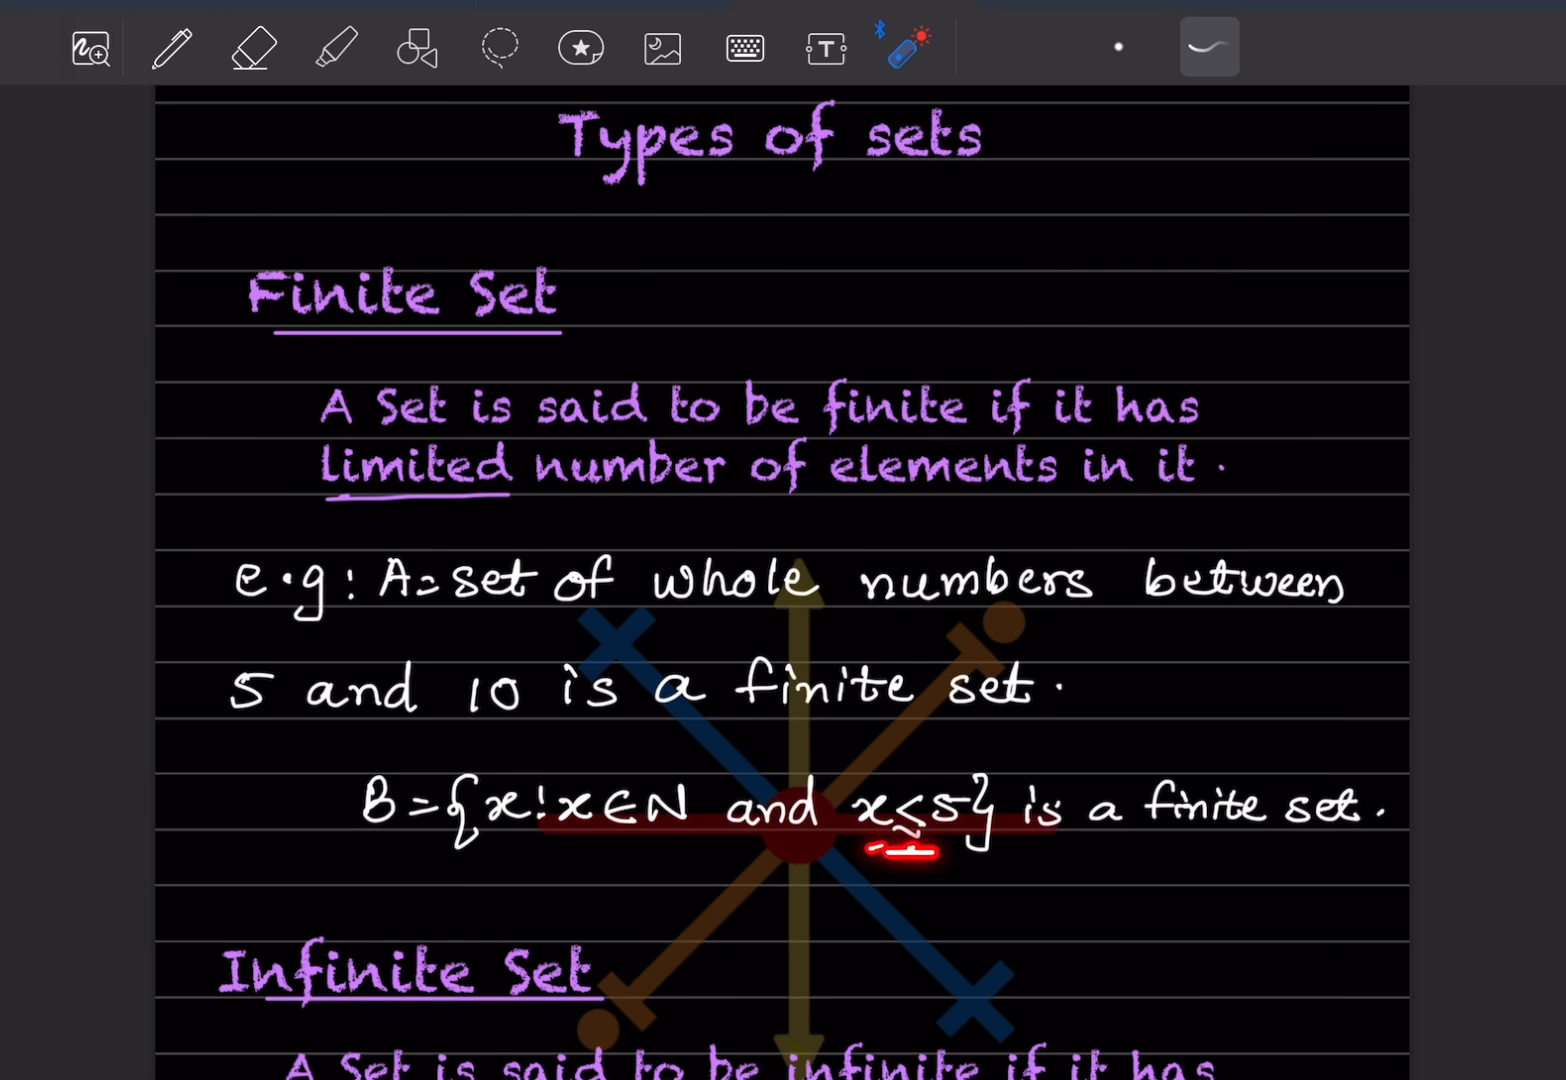 Types of sets
Finite Set
A Set is said to be finite if it has
limited number of elements in it.
e.g: A=set of whole numbers between
5 and 10 is a finite set.
B={x!x∈N and x≤5} is a finite set.
Infinite Set
A Set is said to be infinite if it has